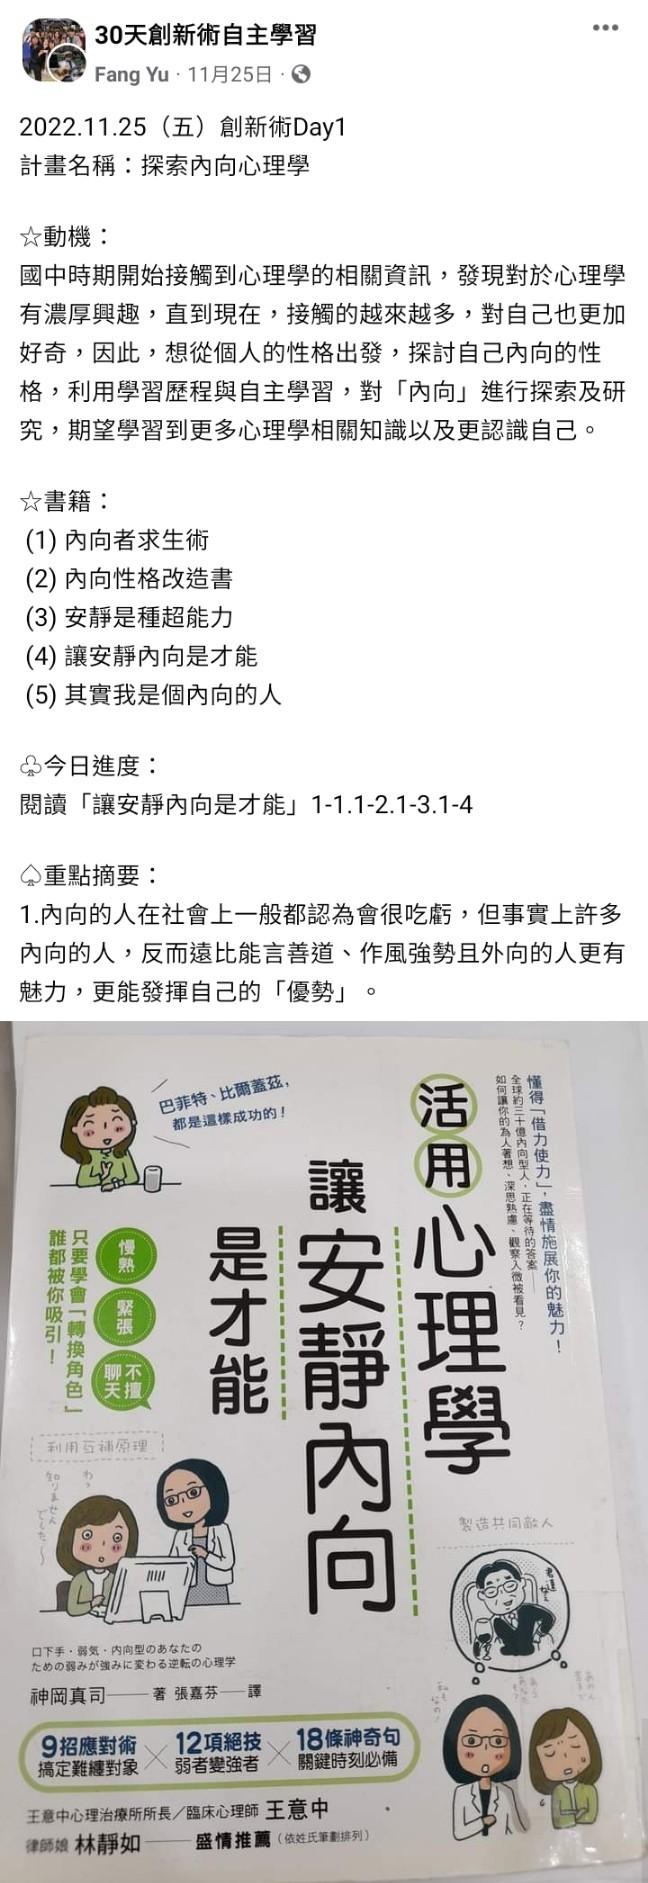 30天創新術自主學習
Fang Yu · 11月25日 ·
2022.11.25（五）創新術Day1
計畫名稱：探索內向心理學
☆動機：
國中時期開始接觸到心理學的相關資訊，發現對於心理學
有濃厚興趣，直到現在，接觸的越來越多，對自己也更加
好奇，因此，想從個人的性格出發，探討自己內向的性
格，利用學習歷程與自主學習，對「內向」進行探索及研
究，期望學習到更多心理學相關知識以及更認識自己。
☆書籍：
(1) 內向者求生術
(2) 內向性格改造書
(3) 安靜是種超能力
(4) 讓安靜內向是才能
(5) 其實我是個內向的人
♧今日進度：
閱讀「讓安靜內向是才能」1-1.1-2.1-3.1-4
♤重點摘要：
1.內向的人在社會上一般都認為會很吃虧，但事實上許多
內向的人，反而遠比能言善道、作風強勢且外向的人更有
魅力，更能發揮自己的「優勢」。
懂得「借力使力」，盡情施展你的魅力！
全球約三十億內向型人，正在等待的答案──
如何讓你的為人著想、深思熟慮、觀察入微被看見？
活用心理學
讓安靜內向
是才能
巴菲特、比爾蓋茲，
都是這樣成功的！
慢熟
緊張
不擅聊天
只要學會「轉換角色」
誰都被你吸引！
利用互補原理
わ？
知りません
でした～
製造共同敵人
口下手・弱気・内向型のあなたの
ための弱みが強みに変わる逆転の心理学
神岡真司──著 張嘉芬──譯
9招應對術 × 12項絕技 × 18條神奇句
搞定難纏對象 弱者變強者 關鍵時刻必備
王意中心理治療所所長／臨床心理師 王意中
律師娘 林靜如──盛情推薦（依姓氏筆劃排列）